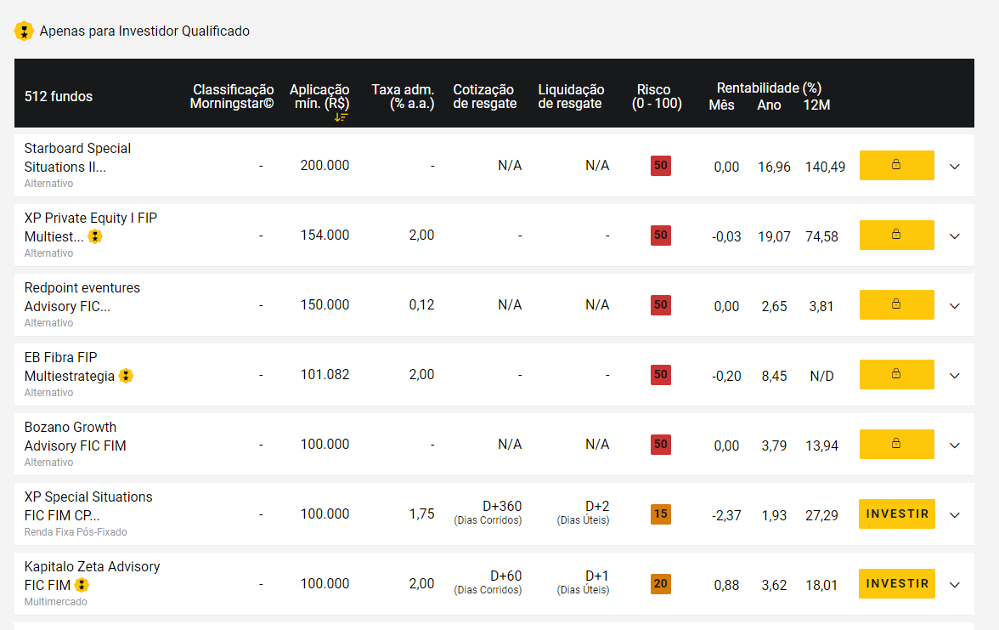 Apenas para Investidor Qualificado
512 fundos
Classificação Morningstar©
Aplicação mín. (R$)
Taxa adm. (% a.a.)
Cotização de resgate
Liquidação de resgate
Risco (0 - 100)
Rentabilidade (%)
Mês Ano 12M
Starboard Special
Situations II...
Alternativo
- 200.000 - N/A N/A 50 0,00 16,96 140,49
XP Private Equity I FIP
Multiest...
Alternativo
- 154.000 2,00 - - 50 -0,03 19,07 74,58
Redpoint eventures
Advisory FIC...
Alternativo
- 150.000 0,12 N/A N/A 50 0,00 2,65 3,81
EB Fibra FIP
Multiestrategia
Alternativo
- 101.082 2,00 - - 50 -0,20 8,45 N/D
Bozano Growth
Advisory FIC FIM
Alternativo
- 100.000 - N/A N/A 50 0,00 3,79 13,94
XP Special Situations
FIC FIM CP...
Renda Fixa Pós-Fixado
- 100.000 1,75 D+360 (Dias Corridos) D+2 (Dias Úteis) 15 -2,37 1,93 27,29 INVESTIR
Kapitalo Zeta Advisory
FIC FIM
Multimercado
- 100.000 2,00 D+60 (Dias Corridos) D+1 (Dias Úteis) 20 0,88 3,62 18,01 INVESTIR